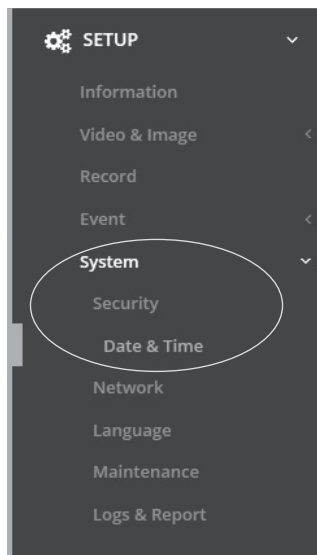 SETUP
Information
Video & Image
Record
Event
System
Security
Date & Time
Network
Language
Maintenance
Logs & Report